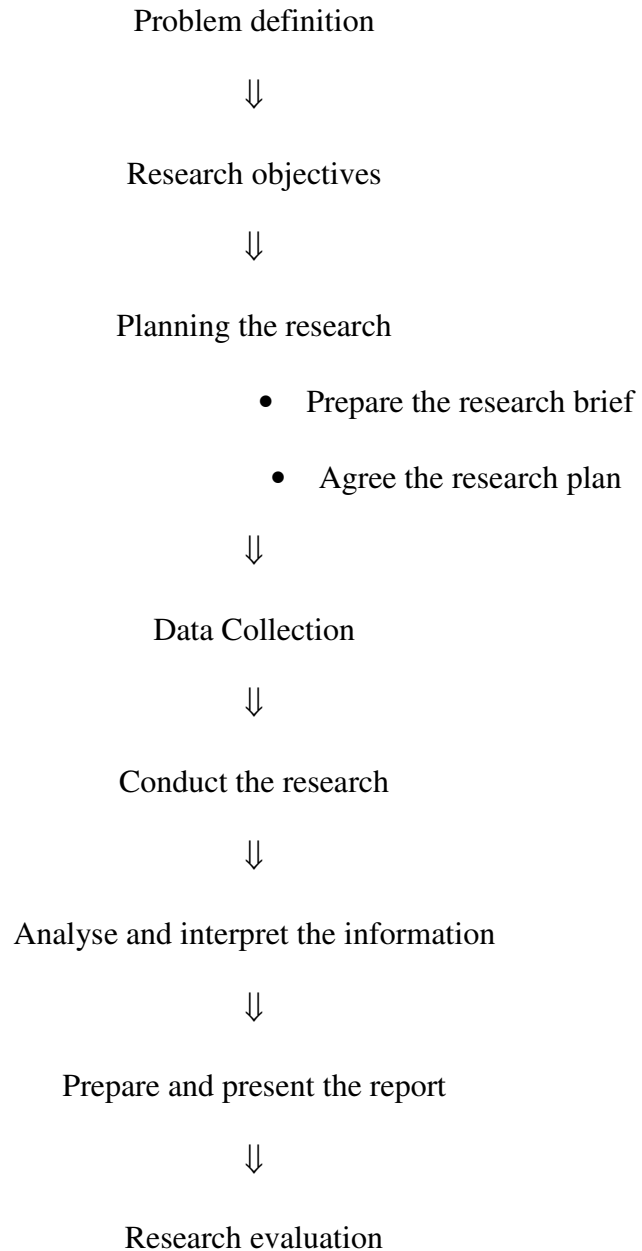 Problem definition
⇓
Research objectives
⇓
Planning the research
• Prepare the research brief
• Agree the research plan
⇓
Data Collection
⇓
Conduct the research
⇓
Analyse and interpret the information
⇓
Prepare and present the report
⇓
Research evaluation